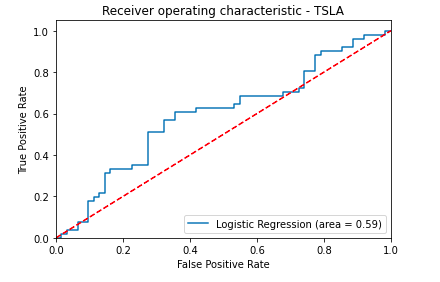 Receiver operating characteristic - TSLA
True Positive Rate
1.0
0.8
0.6
0.4
0.2
0.0
Logistic Regression (area = 0.59)
0.0 0.2 0.4 0.6 0.8 1.0
False Positive Rate